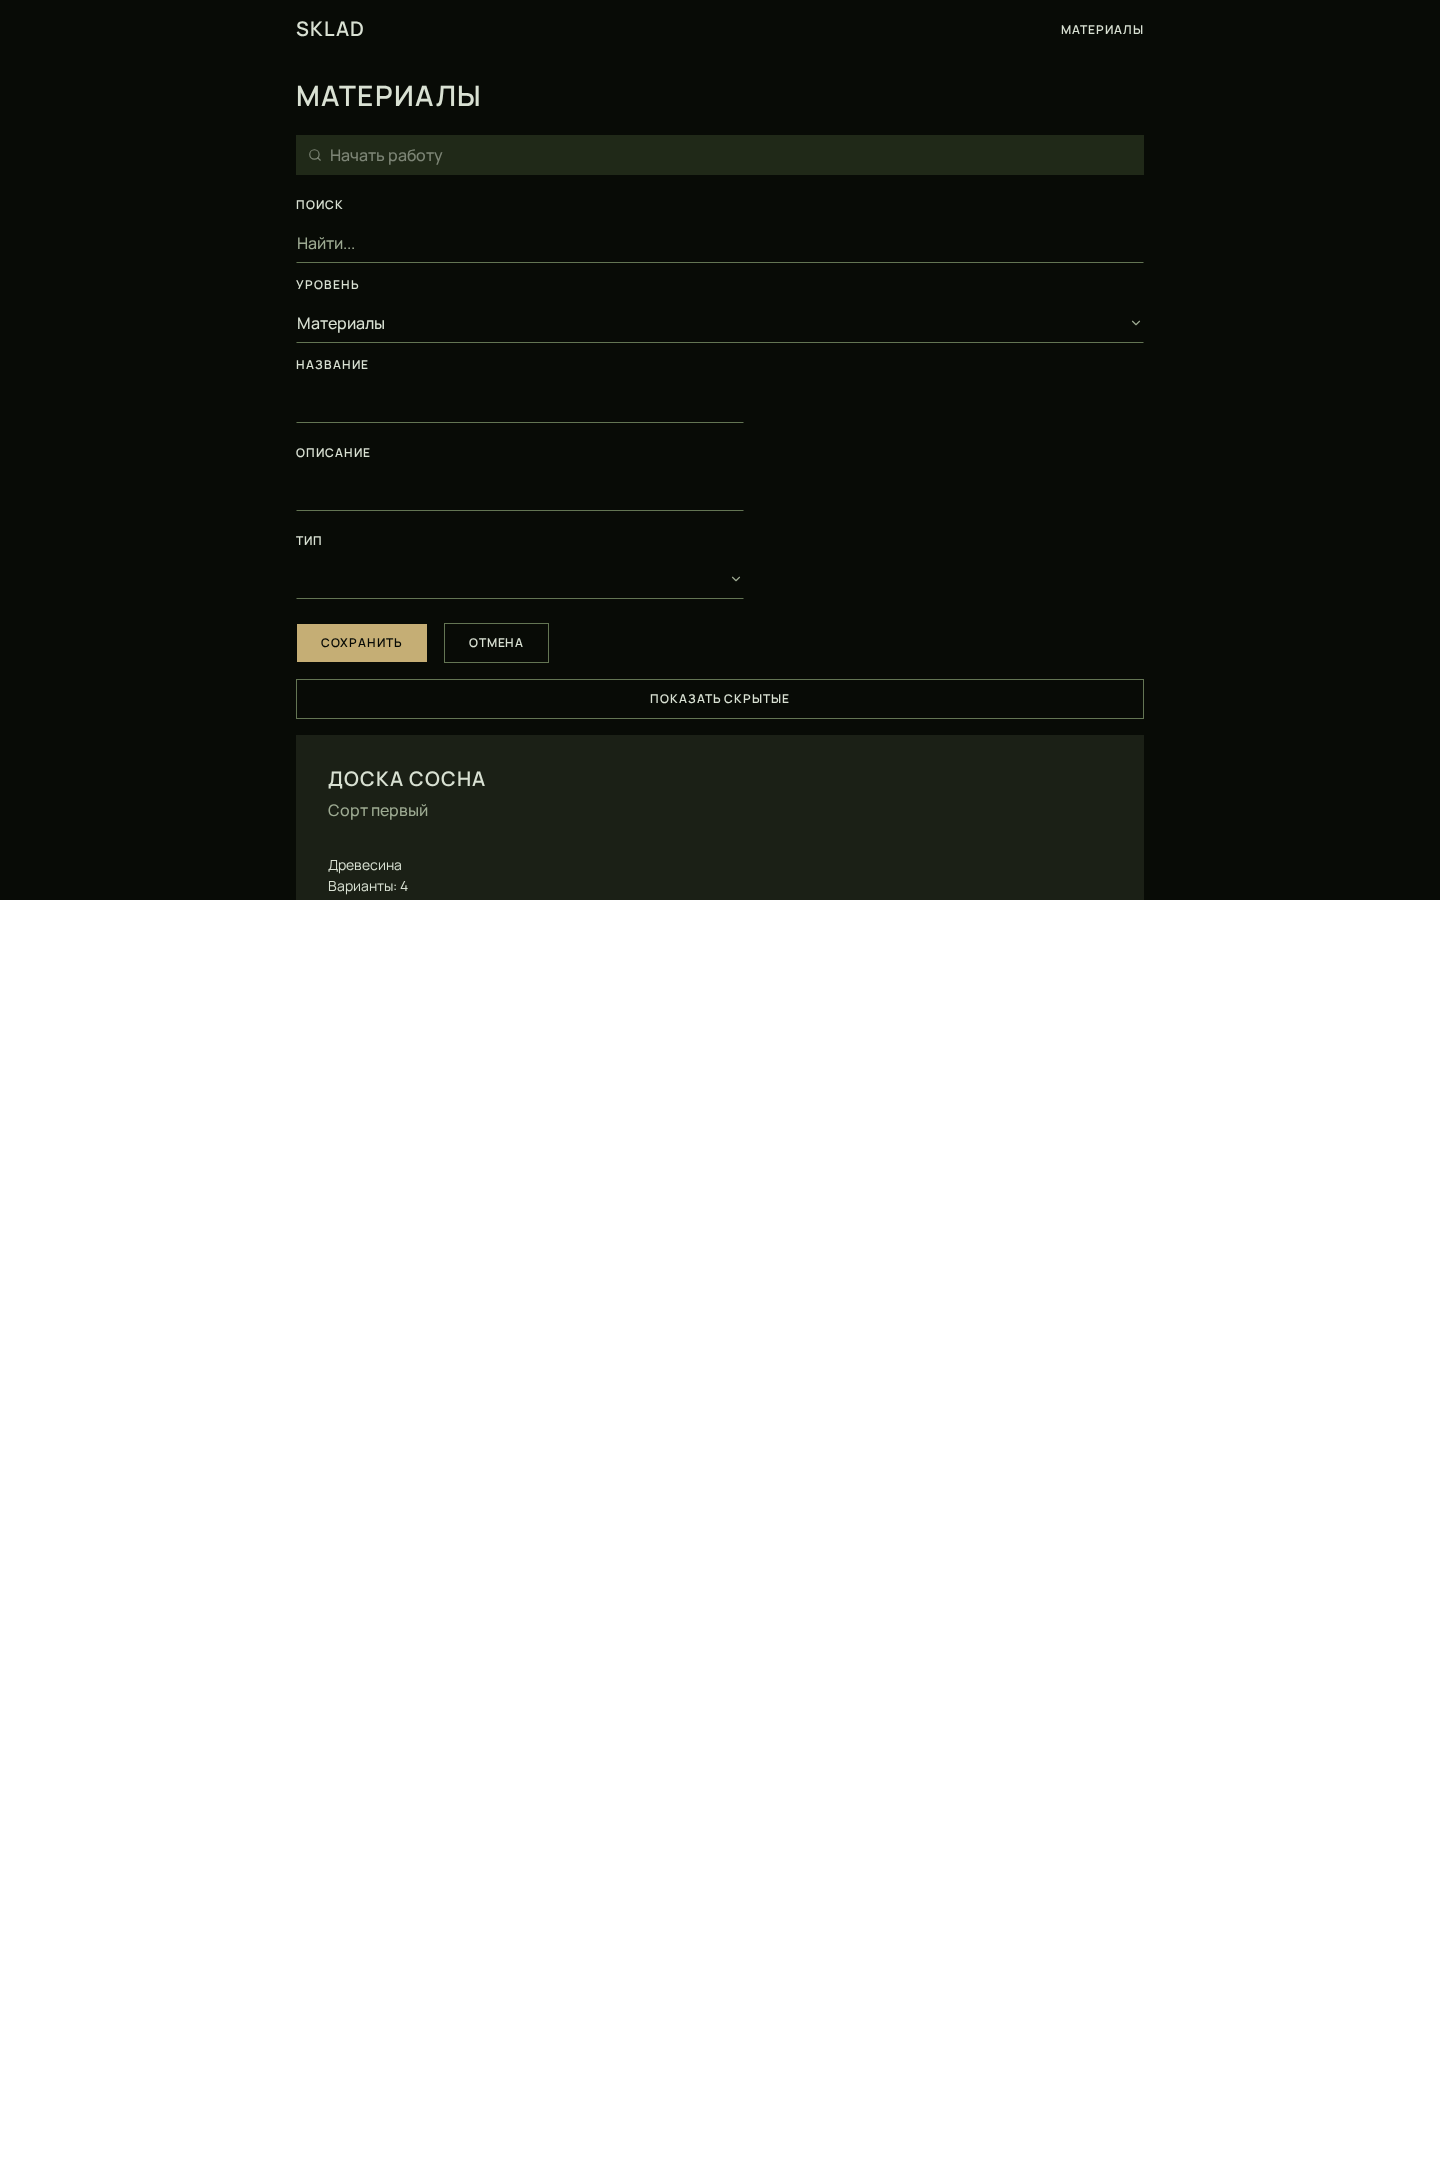 SKLAD
МАТЕРИАЛЫ
МАТЕРИАЛЫ
Начать работу
ПОИСК
Найти...
УРОВЕНЬ
Материалы
НАЗВАНИЕ
ОПИСАНИЕ
ТИП
СОХРАНИТЬ
ОТМЕНА
ПОКАЗАТЬ СКРЫТЫЕ
ДОСКА СОСНА
Сорт первый
Древесина
Варианты: 4